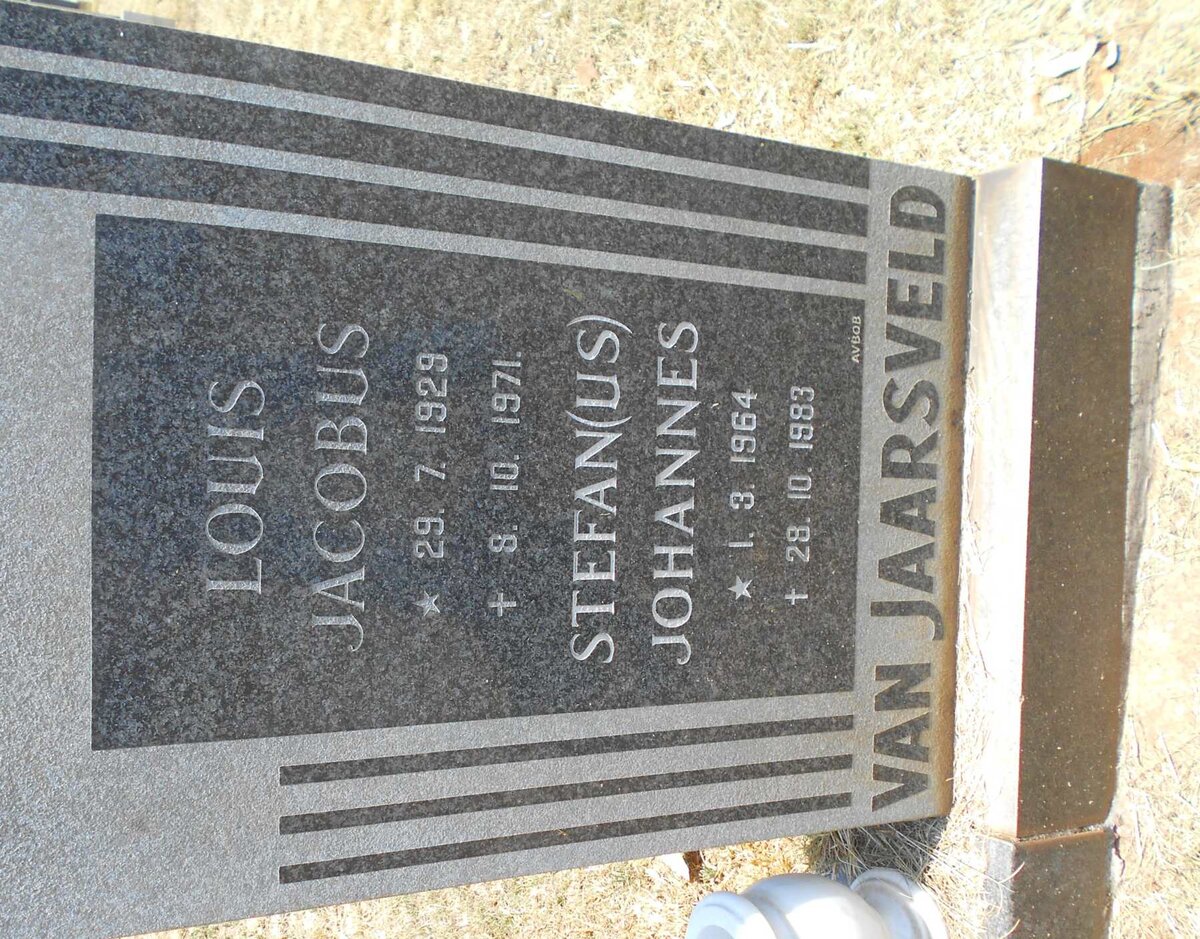 LOUIS
JACOBUS
★ 29. 7. 1929
✝ 8. 10. 1971.
STEFAN(US)
JOHANNES
★ 1. 3. 1964
✝ 28. 10. 1983
AVBOB
VAN JAARSVELD